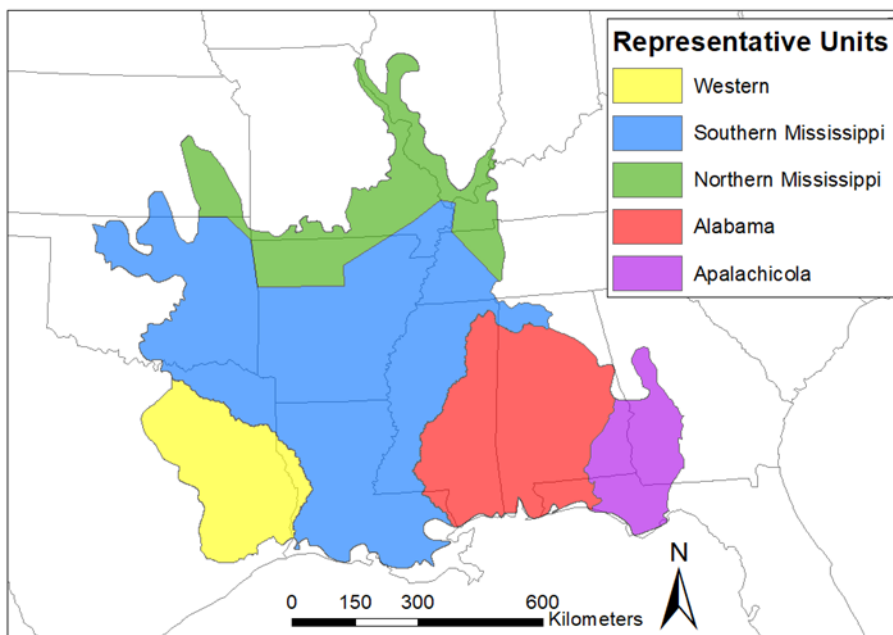 Representative Units
Western
Southern Mississippi
Northern Mississippi
Alabama
Apalachicola
N
0 150 300 600
Kilometers